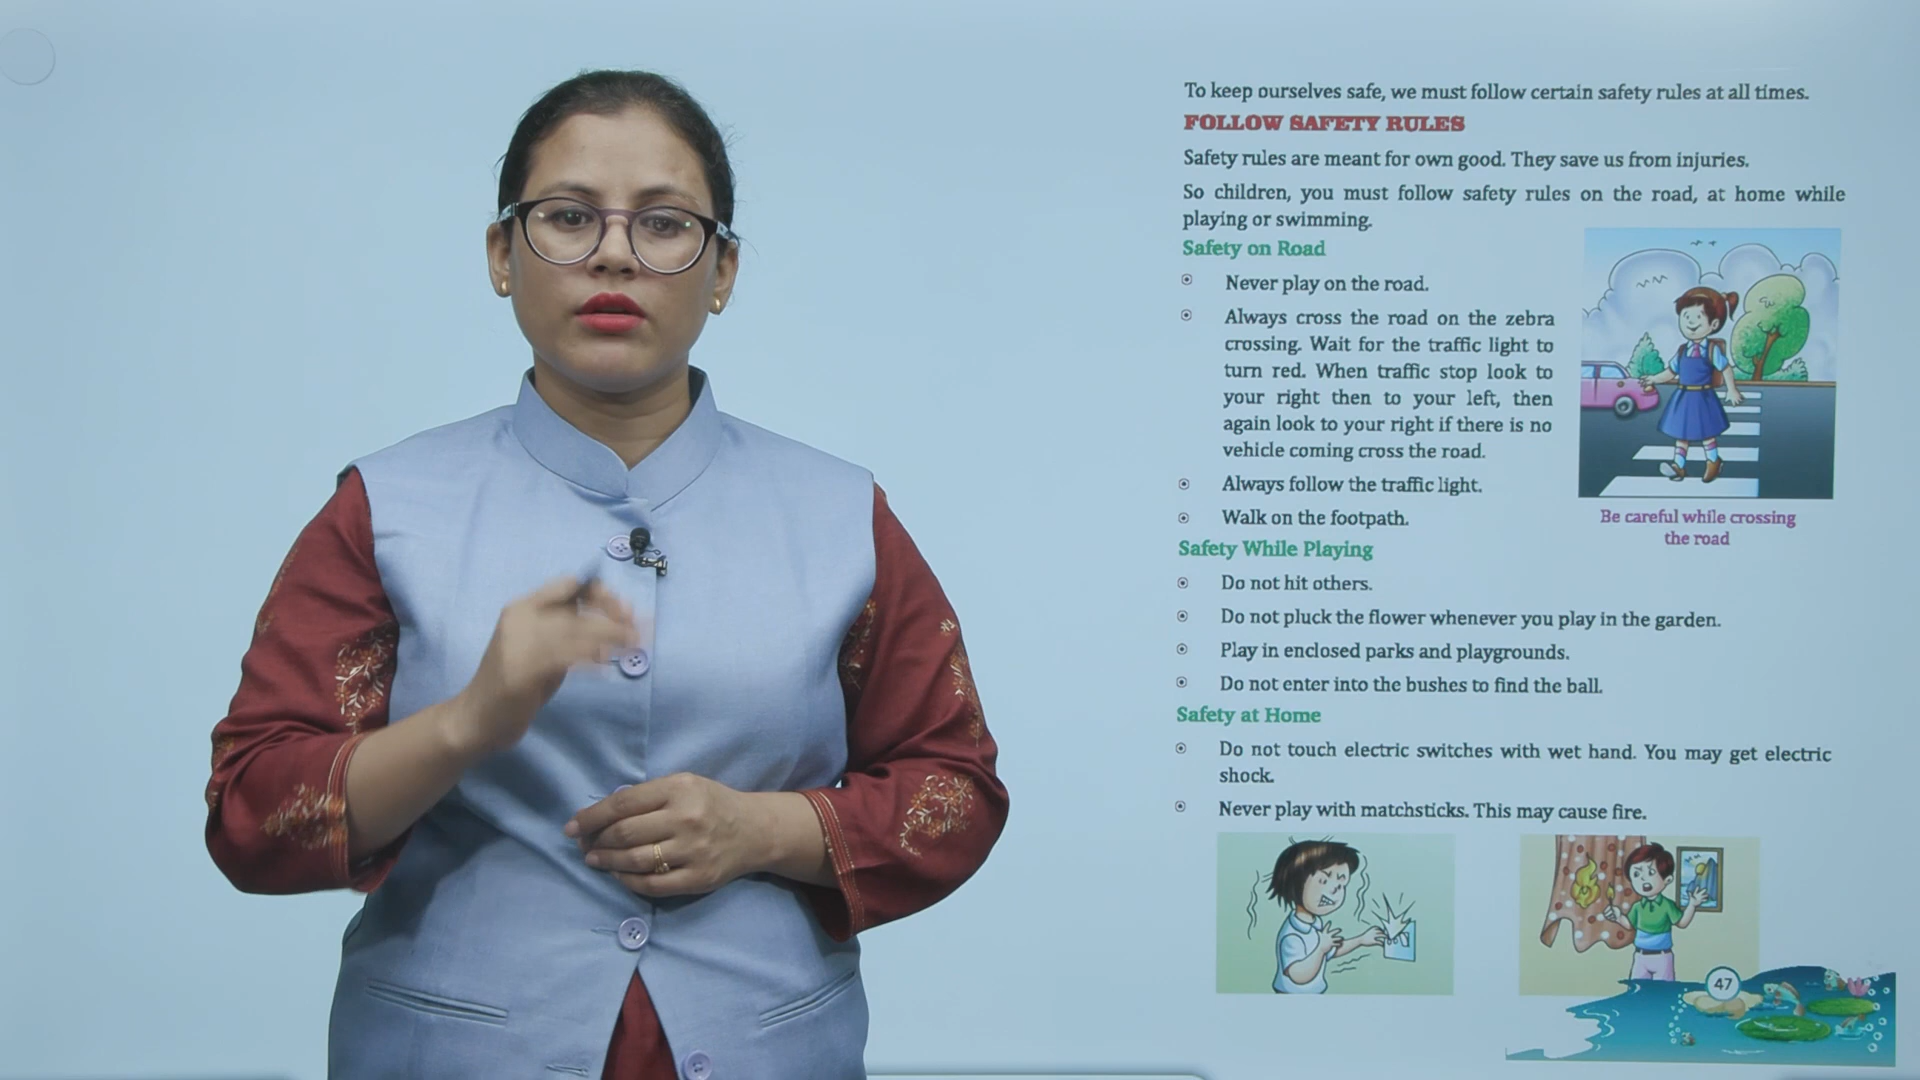 To keep ourselves safe, we must follow certain safety rules at all times.
FOLLOW SAFETY RULES
Safety rules are meant for own good. They save us from injuries.
So children, you must follow safety rules on the road, at home while
playing or swimming.
Safety on Road
Never play on the road.
Always cross the road on the zebra
crossing. Wait for the traffic light to
turn red. When traffic stop look to
your right then to your left, then
again look to your right if there is no
vehicle coming cross the road.
Always follow the traffic light.
Walk on the footpath.
Be careful while crossing
the road
Safety While Playing
Do not hit others.
Do not pluck the flower whenever you play in the garden.
Play in enclosed parks and playgrounds.
Do not enter into the bushes to find the ball.
Safety at Home
Do not touch electric switches with wet hand. You may get electric
shock.
Never play with matchsticks. This may cause fire.
47